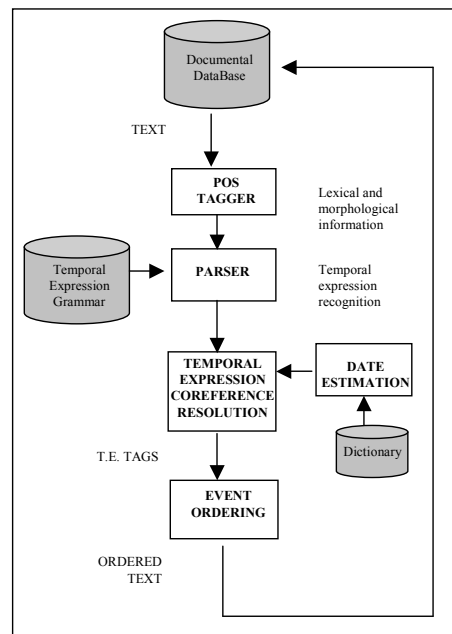 Documental
DataBase
TEXT
POS
TAGGER
Lexical and
morphological
information
Temporal
Expression
Grammar
PARSER
Temporal
expression
recognition
TEMPORAL
EXPRESSION
COREFERENCE
RESOLUTION
DATE
ESTIMATION
Dictionary
T.E. TAGS
EVENT
ORDERING
ORDERED
TEXT